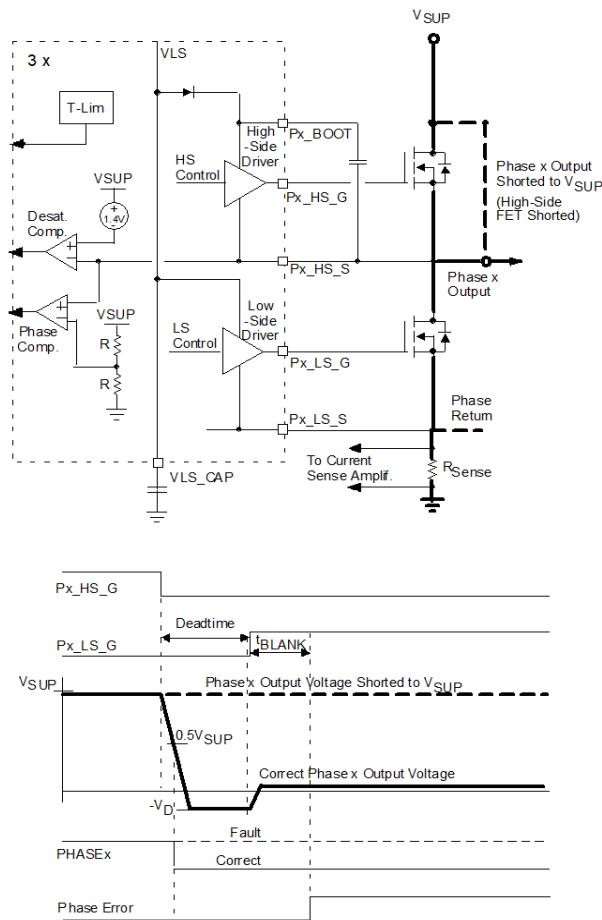 VSUP
3 x
VLS
T-Lim
High
-Side
Driver
Px_BOOT
HS
Control
Px_HS_G
Phase x Output
Shorted to VSUP
(High-Side
FET Shorted)
VSUP
1.4V
Desat.
Comp.
Px_HS_S
Phase x
Output
VSUP
Phase
Comp.
R
R
Low
-Side
Driver
LS
Control
Px_LS_G
Phase
Return
Px_LS_S
To Current
Sense Amplif.
RSense
VLS_CAP
Px_HS_G
Deadtime
Px_LS_G
tBLANK
VSUP
Phase x Output Voltage Shorted to VSUP
0.5VSUP
Correct Phase x Output Voltage
-VD
Fault
PHASEx
Correct
Phase Error